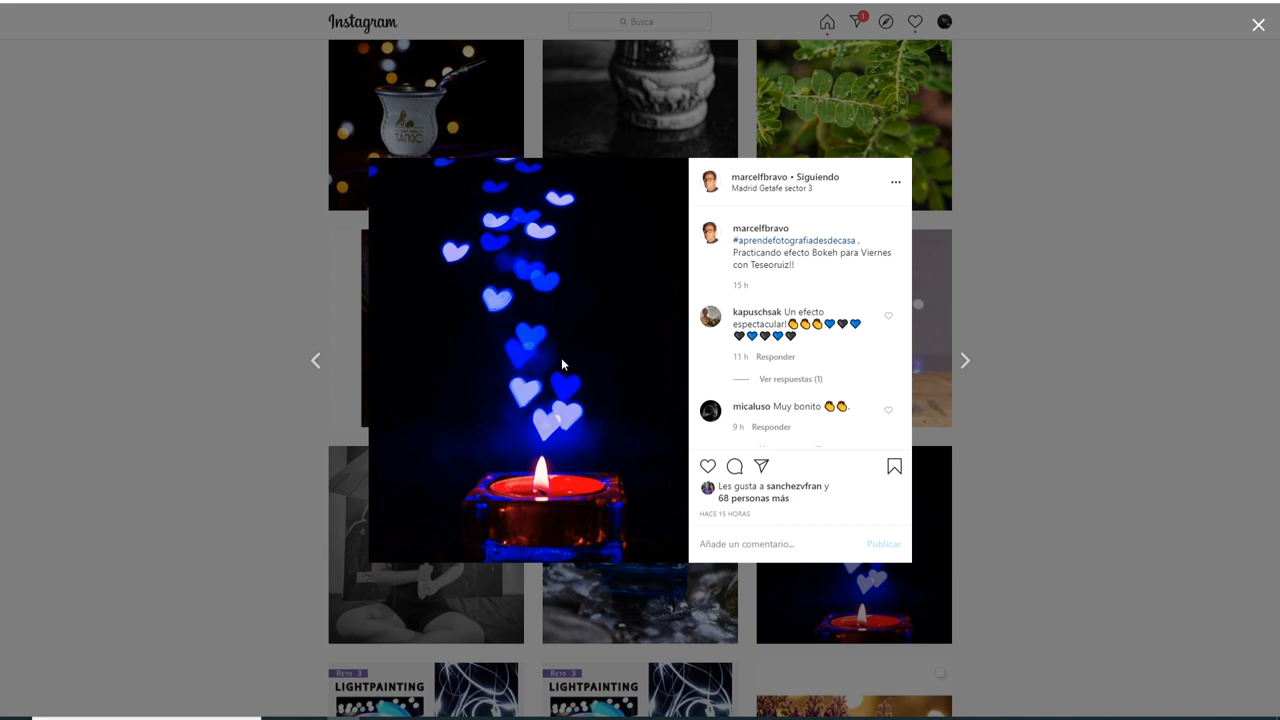 Instagram
Busca
1
TANGO
marcelfbravo • Siguiendo
Madrid Getafe sector 3
marcelfbravo
#aprendefotografiadesdecasa .
Practicando efecto Bokeh para Viernes
con Teseoruiz!!
15 h
kapuschsak Un efecto
espectacular!👏👏👏💙🖤💙
🖤💙🖤💙🖤
11 h Responder
Ver respuestas (1)
micaluso Muy bonito 👏👏.
9 h Responder
Les gusta a sanchezvfran y
68 personas más
HACE 15 HORAS
Añade un comentario...
Publicar
RETO 3
LIGHTPAINTING
RETO 3
LIGHTPAINTING